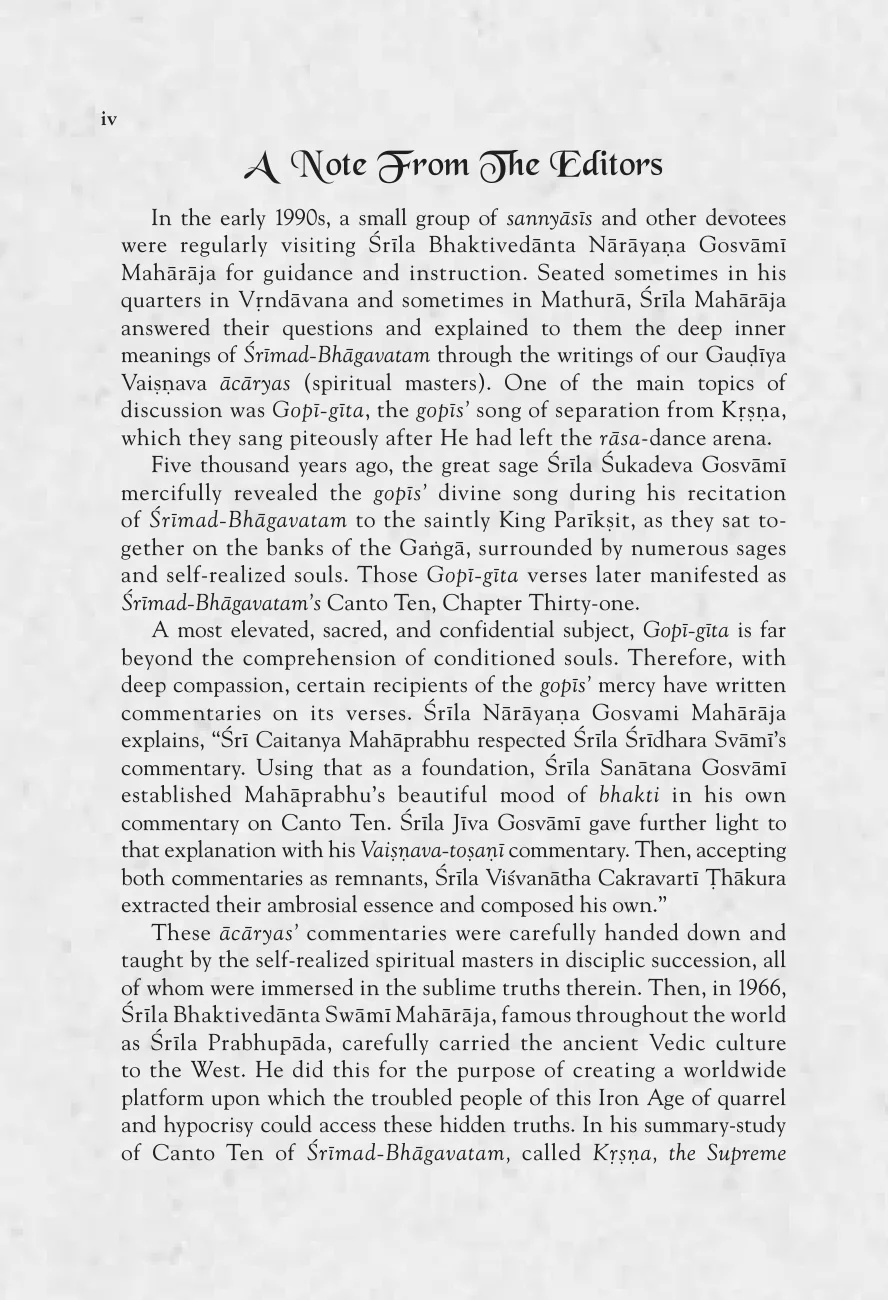 iv
A Note From The Editors
In the early 1990s, a small group of sannyāsīs and other devotees
were regularly visiting Śrīla Bhaktivedānta Nārāyaṇa Gosvāmī
Mahārāja for guidance and instruction. Seated sometimes in his
quarters in Vṛndāvana and sometimes in Mathurā, Śrīla Mahārāja
answered their questions and explained to them the deep inner
meanings of Śrīmad-Bhāgavatam through the writings of our Gauḍīya
Vaiṣṇava ācāryas (spiritual masters). One of the main topics of
discussion was Gopī-gīta, the gopīs’ song of separation from Kṛṣṇa,
which they sang piteously after He had left the rāsa-dance arena.
Five thousand years ago, the great sage Śrīla Śukadeva Gosvāmī
mercifully revealed the gopīs’ divine song during his recitation
of Śrīmad-Bhāgavatam to the saintly King Parīkṣit, as they sat to-
gether on the banks of the Gaṅgā, surrounded by numerous sages
and self-realized souls. Those Gopī-gīta verses later manifested as
Śrīmad-Bhāgavatam’s Canto Ten, Chapter Thirty-one.
A most elevated, sacred, and confidential subject, Gopī-gīta is far
beyond the comprehension of conditioned souls. Therefore, with
deep compassion, certain recipients of the gopīs’ mercy have written
commentaries on its verses. Śrīla Nārāyaṇa Gosvami Mahārāja
explains, “Śrī Caitanya Mahāprabhu respected Śrīla Śrīdhara Svāmī’s
commentary. Using that as a foundation, Śrīla Sanātana Gosvāmī
established Mahāprabhu’s beautiful mood of bhakti in his own
commentary on Canto Ten. Śrīla Jīva Gosvāmī gave further light to
that explanation with his Vaiṣṇava-toṣaṇī commentary. Then, accepting
both commentaries as remnants, Śrīla Viśvanātha Cakravartī Ṭhākura
extracted their ambrosial essence and composed his own.”
These ācāryas’ commentaries were carefully handed down and
taught by the self-realized spiritual masters in disciplic succession, all
of whom were immersed in the sublime truths therein. Then, in 1966,
Śrīla Bhaktivedānta Swāmī Mahārāja, famous throughout the world
as Śrīla Prabhupāda, carefully carried the ancient Vedic culture
to the West. He did this for the purpose of creating a worldwide
platform upon which the troubled people of this Iron Age of quarrel
and hypocrisy could access these hidden truths. In his summary-study
of Canto Ten of Śrīmad-Bhāgavatam, called Kṛṣṇa, the Supreme